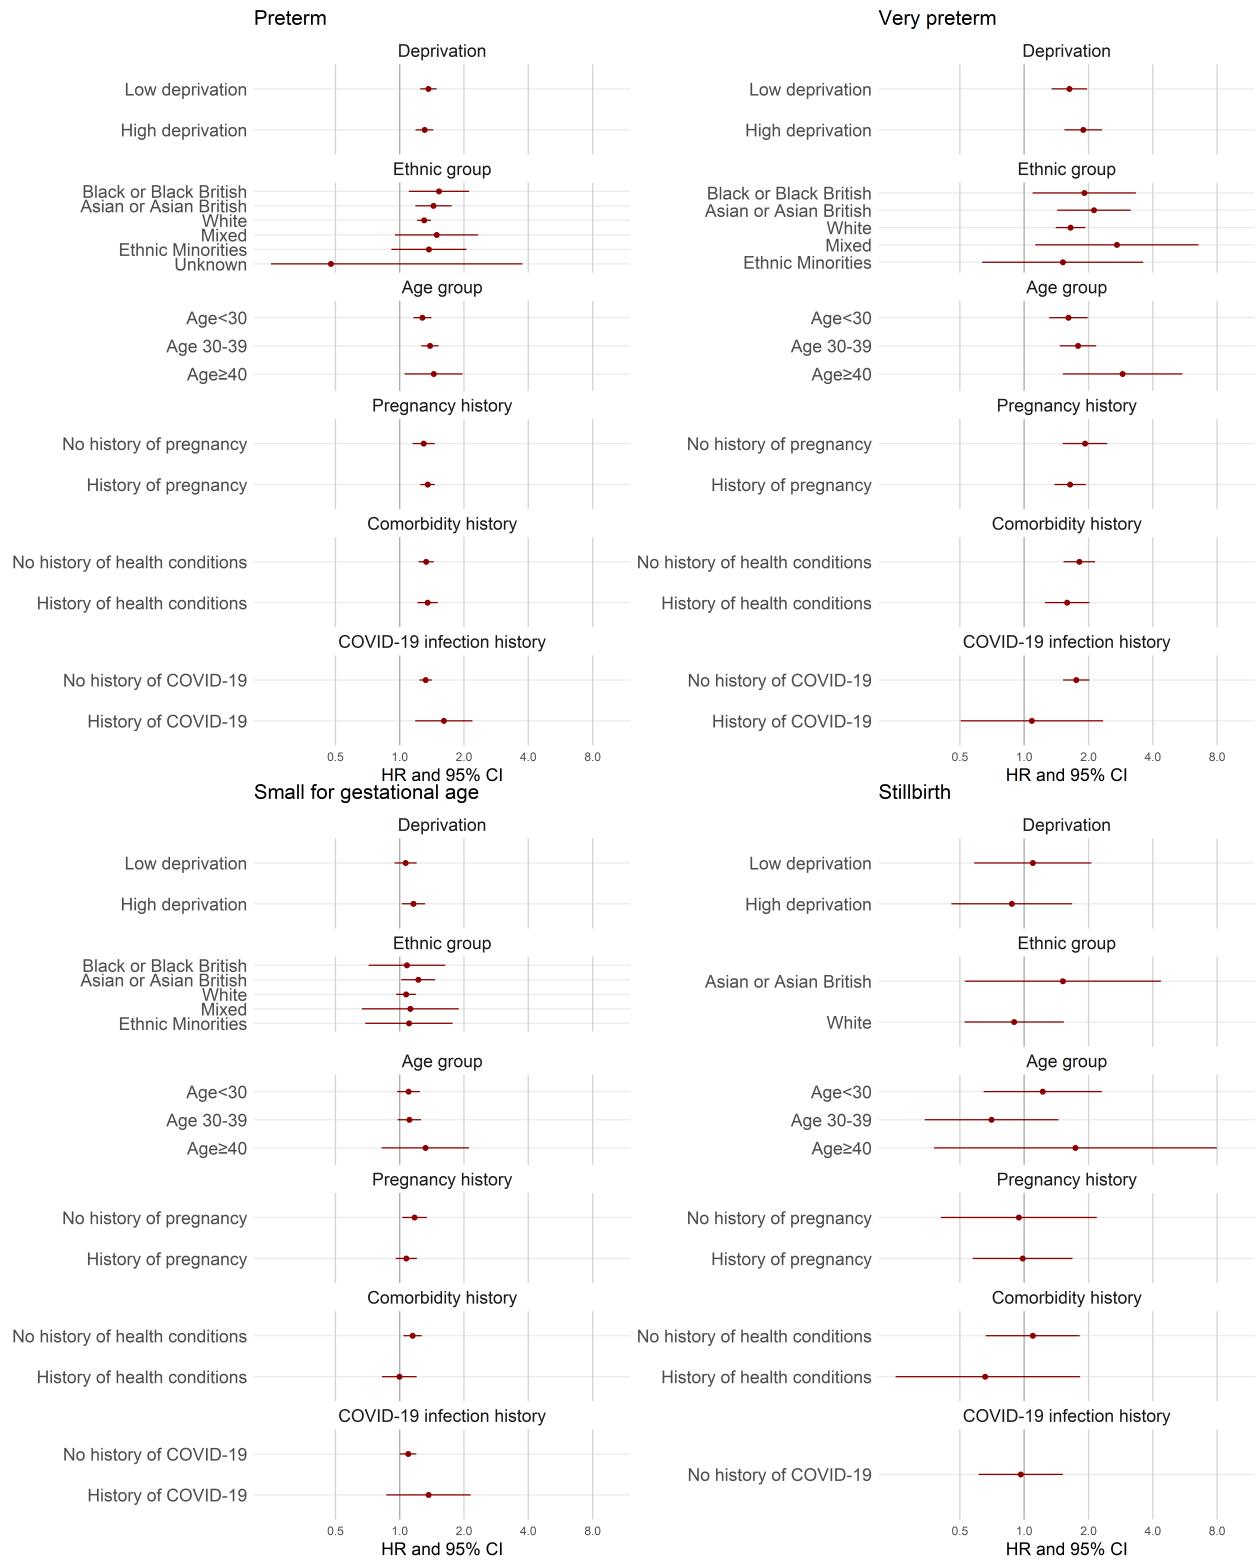 Preterm
Deprivation
Low deprivation
High deprivation
Ethnic group
Black or Black British
Asian or Asian British
White
Mixed
Ethnic Minorities
Unknown
Age group
Age<30
Age 30-39
Age≥40
Pregnancy history
No history of pregnancy
History of pregnancy
Comorbidity history
No history of health conditions
History of health conditions
COVID-19 infection history
No history of COVID-19
History of COVID-19
0.5 1.0 2.0 4.0 8.0
HR and 95% CI
Very preterm
Deprivation
Low deprivation
High deprivation
Ethnic group
Black or Black British
Asian or Asian British
White
Mixed
Ethnic Minorities
Age group
Age<30
Age 30-39
Age≥40
Pregnancy history
No history of pregnancy
History of pregnancy
Comorbidity history
No history of health conditions
History of health conditions
COVID-19 infection history
No history of COVID-19
History of COVID-19
0.5 1.0 2.0 4.0 8.0
HR and 95% CI
Small for gestational age
Deprivation
Low deprivation
High deprivation
Ethnic group
Black or Black British
Asian or Asian British
White
Mixed
Ethnic Minorities
Age group
Age<30
Age 30-39
Age≥40
Pregnancy history
No history of pregnancy
History of pregnancy
Comorbidity history
No history of health conditions
History of health conditions
COVID-19 infection history
No history of COVID-19
History of COVID-19
0.5 1.0 2.0 4.0 8.0
HR and 95% CI
Stillbirth
Deprivation
Low deprivation
High deprivation
Ethnic group
Asian or Asian British
White
Age group
Age<30
Age 30-39
Age≥40
Pregnancy history
No history of pregnancy
History of pregnancy
Comorbidity history
No history of health conditions
History of health conditions
COVID-19 infection history
No history of COVID-19
0.5 1.0 2.0 4.0 8.0
HR and 95% CI